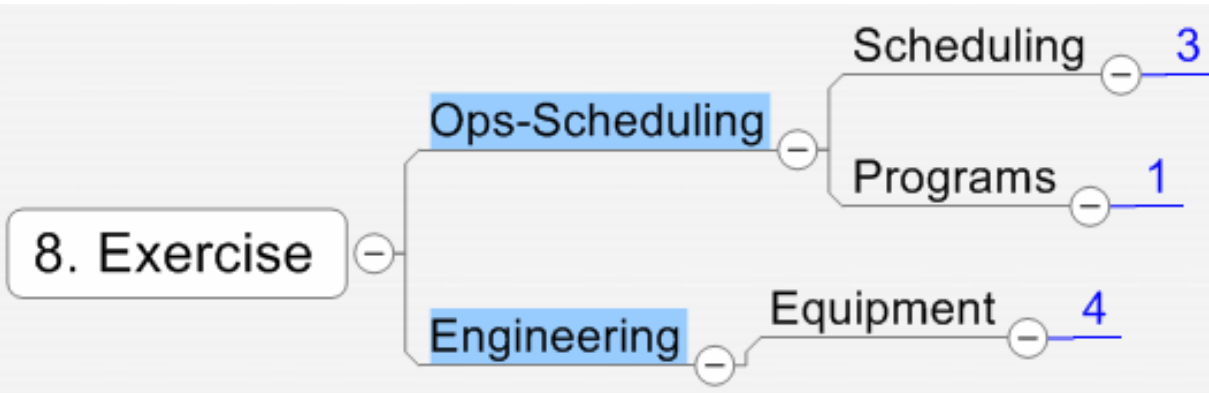 8. Exercise
Ops-Scheduling
Scheduling
3
Programs
1
Engineering
Equipment
4